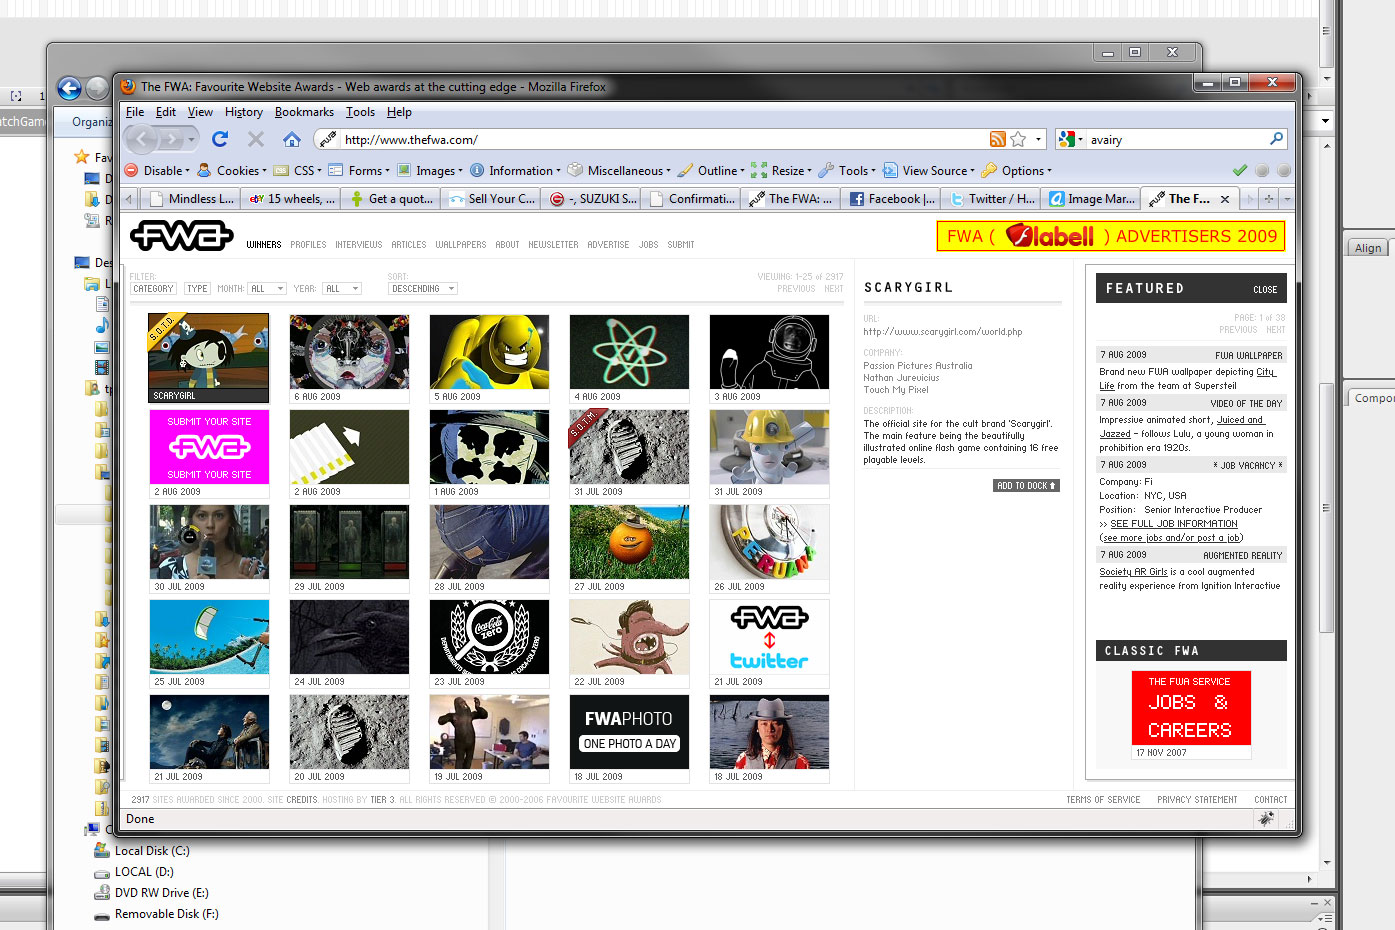 The FWA: Favourite Website Awards - Web awards at the cutting edge - Mozilla Firefox
File Edit View History Bookmarks Tools Help
http://www.thefwa.com/
avairy
Organiz
Disable Cookies CSS Forms Images Information Miscellaneous Outline Resize Tools View Source Options
Mindless L... 15 wheels, ... Get a quot... Sell Your C... -, SUZUKI S... Confirmati... The FWA: ... Facebook |... Twitter / H... Image Mar... The F...
FWA
WINNERS PROFILES INTERVIEWS ARTICLES WALLPAPERS ABOUT NEWSLETTER ADVERTISE JOBS SUBMIT
FWA ( flabell ) ADVERTISERS 2009
FILTER:
CATEGORY TYPE MONTH: ALL YEAR: ALL
SORT:
DESCENDING
VIEWING: 1-25 of 2917
PREVIOUS NEXT
S.O.T.D.
SCARYGIRL
6 AUG 2009
5 AUG 2009
4 AUG 2009
3 AUG 2009
SUBMIT YOUR SITE
FWA
SUBMIT YOUR SITE
2 AUG 2009
2 AUG 2009
1 AUG 2009
S.O.T.M.
31 JUL 2009
31 JUL 2009
30 JUL 2009
29 JUL 2009
28 JUL 2009
27 JUL 2009
26 JUL 2009
25 JUL 2009
24 JUL 2009
Coca-Cola
zero
23 JUL 2009
22 JUL 2009
FWA
twitter
21 JUL 2009
21 JUL 2009
20 JUL 2009
19 JUL 2009
FWAPHOTO
ONE PHOTO A DAY
18 JUL 2009
18 JUL 2009
SCARYGIRL
URL:
http://www.scarygirl.com/world.php
COMPANY:
Passion Pictures Australia
Nathan Jurevicius
Touch My Pixel
DESCRIPTION:
The official site for the cult brand 'Scarygirl'.
The main feature being the beautifully
illustrated online flash game containing 16 free
playable levels.
ADD TO DOCK
FEATURED CLOSE
PAGE: 1 of 38
PREVIOUS NEXT
7 AUG 2009 FWA WALLPAPER
Brand new FWA wallpaper depicting City
Life from the team at Supersteil
7 AUG 2009 VIDEO OF THE DAY
Impressive animated short, Juiced and
Jazzed - follows Lulu, a young woman in
prohibition era 1920s.
7 AUG 2009 * JOB VACANCY *
Company: Fi
Location: NYC, USA
Position: Senior Interactive Producer
>> SEE FULL JOB INFORMATION
(see more jobs and/or post a job)
7 AUG 2009 AUGMENTED REALITY
Society AR Girls is a cool augmented
reality experience from Ignition Interactive
CLASSIC FWA
THE FWA SERVICE
JOBS &
CAREERS
17 NOV 2007
2917 SITES AWARDED SINCE 2000. SITE CREDITS. HOSTING BY TIER 3. ALL RIGHTS RESERVED © 2000-2006 FAVOURITE WEBSITE AWARDS
TERMS OF SERVICE PRIVACY STATEMENT CONTACT
Done
Local Disk (C:)
LOCAL (D:)
DVD RW Drive (E:)
Removable Disk (F:)
Align
Compo